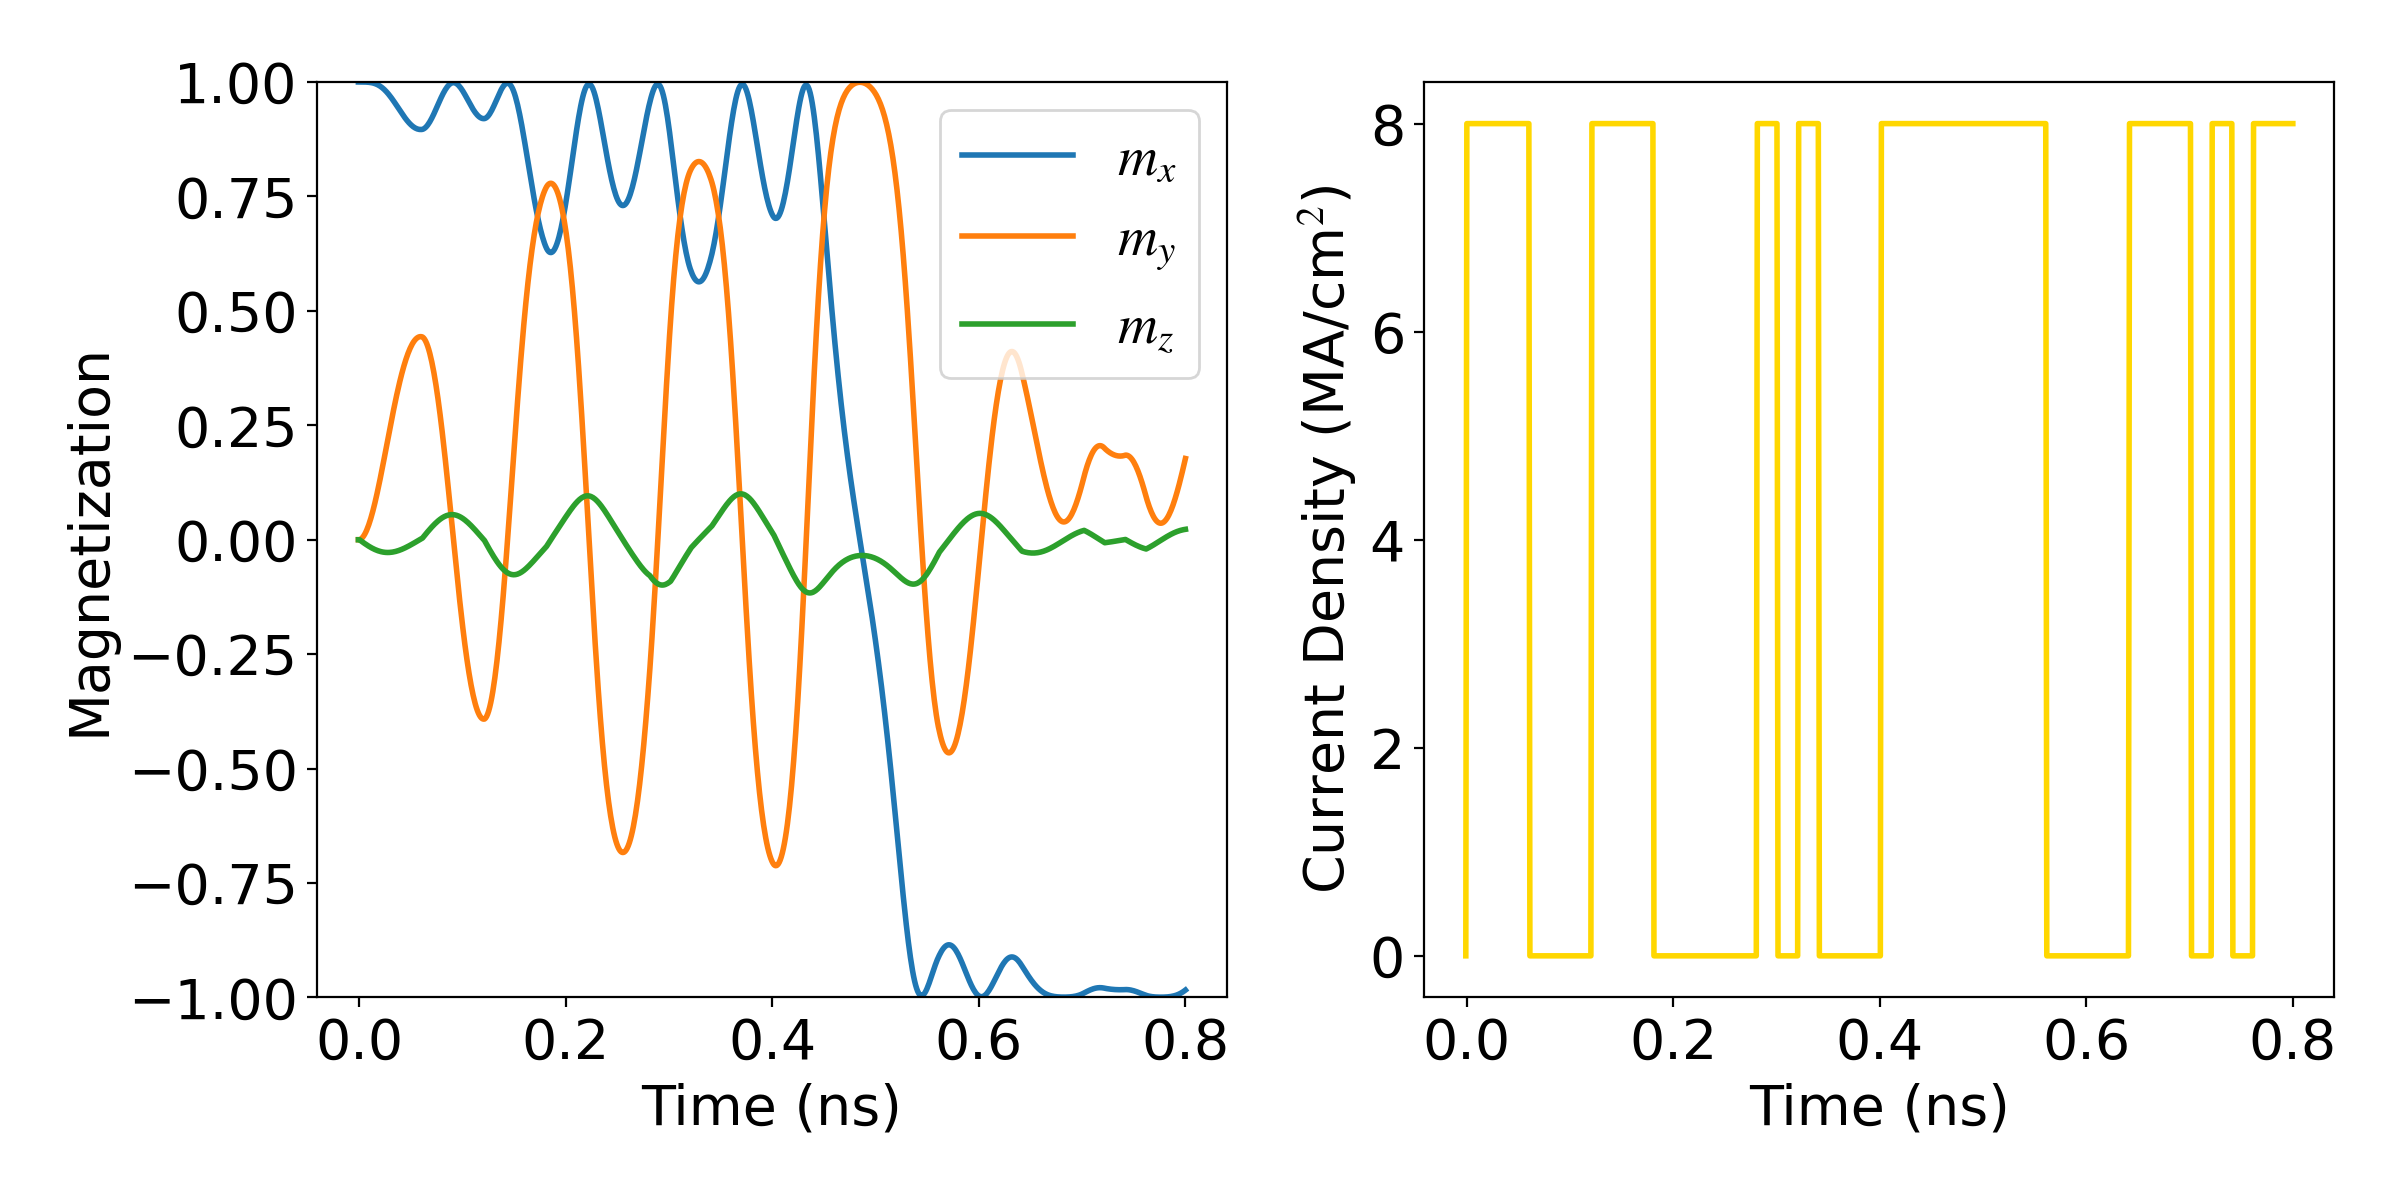 1.00
0.75
0.50
0.25
0.00
−0.25
−0.50
−0.75
−1.00
Magnetization
0.0 0.2 0.4 0.6 0.8
Time (ns)
mₓ
m_y
m_z
8
6
4
2
0
Current Density (MA/cm²)
0.0 0.2 0.4 0.6 0.8
Time (ns)